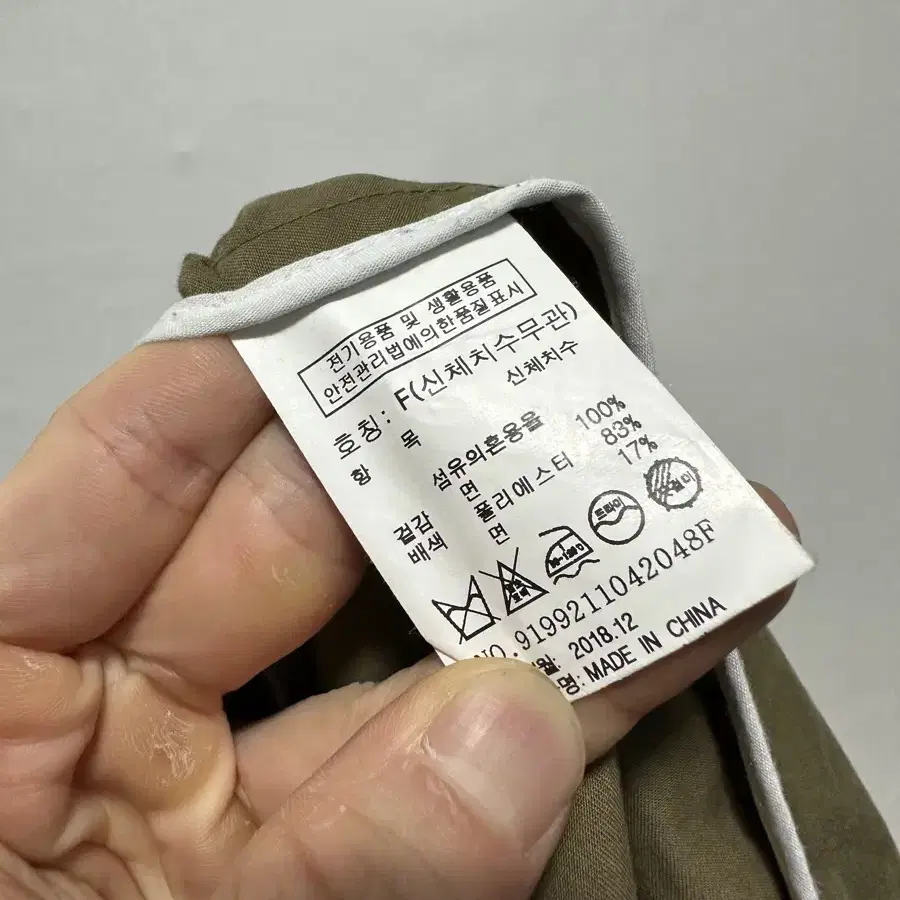 전기용품 및 생활용품
안전관리법에의한품질표시
호칭: F(신체치수무관)
항 목 신체치수
섬유의혼용율
겉감 면 100%
배색 폴리에스터 83%
면 17%
드라이
NO.9199211042048F
월: 2018.12
명: MADE IN CHINA